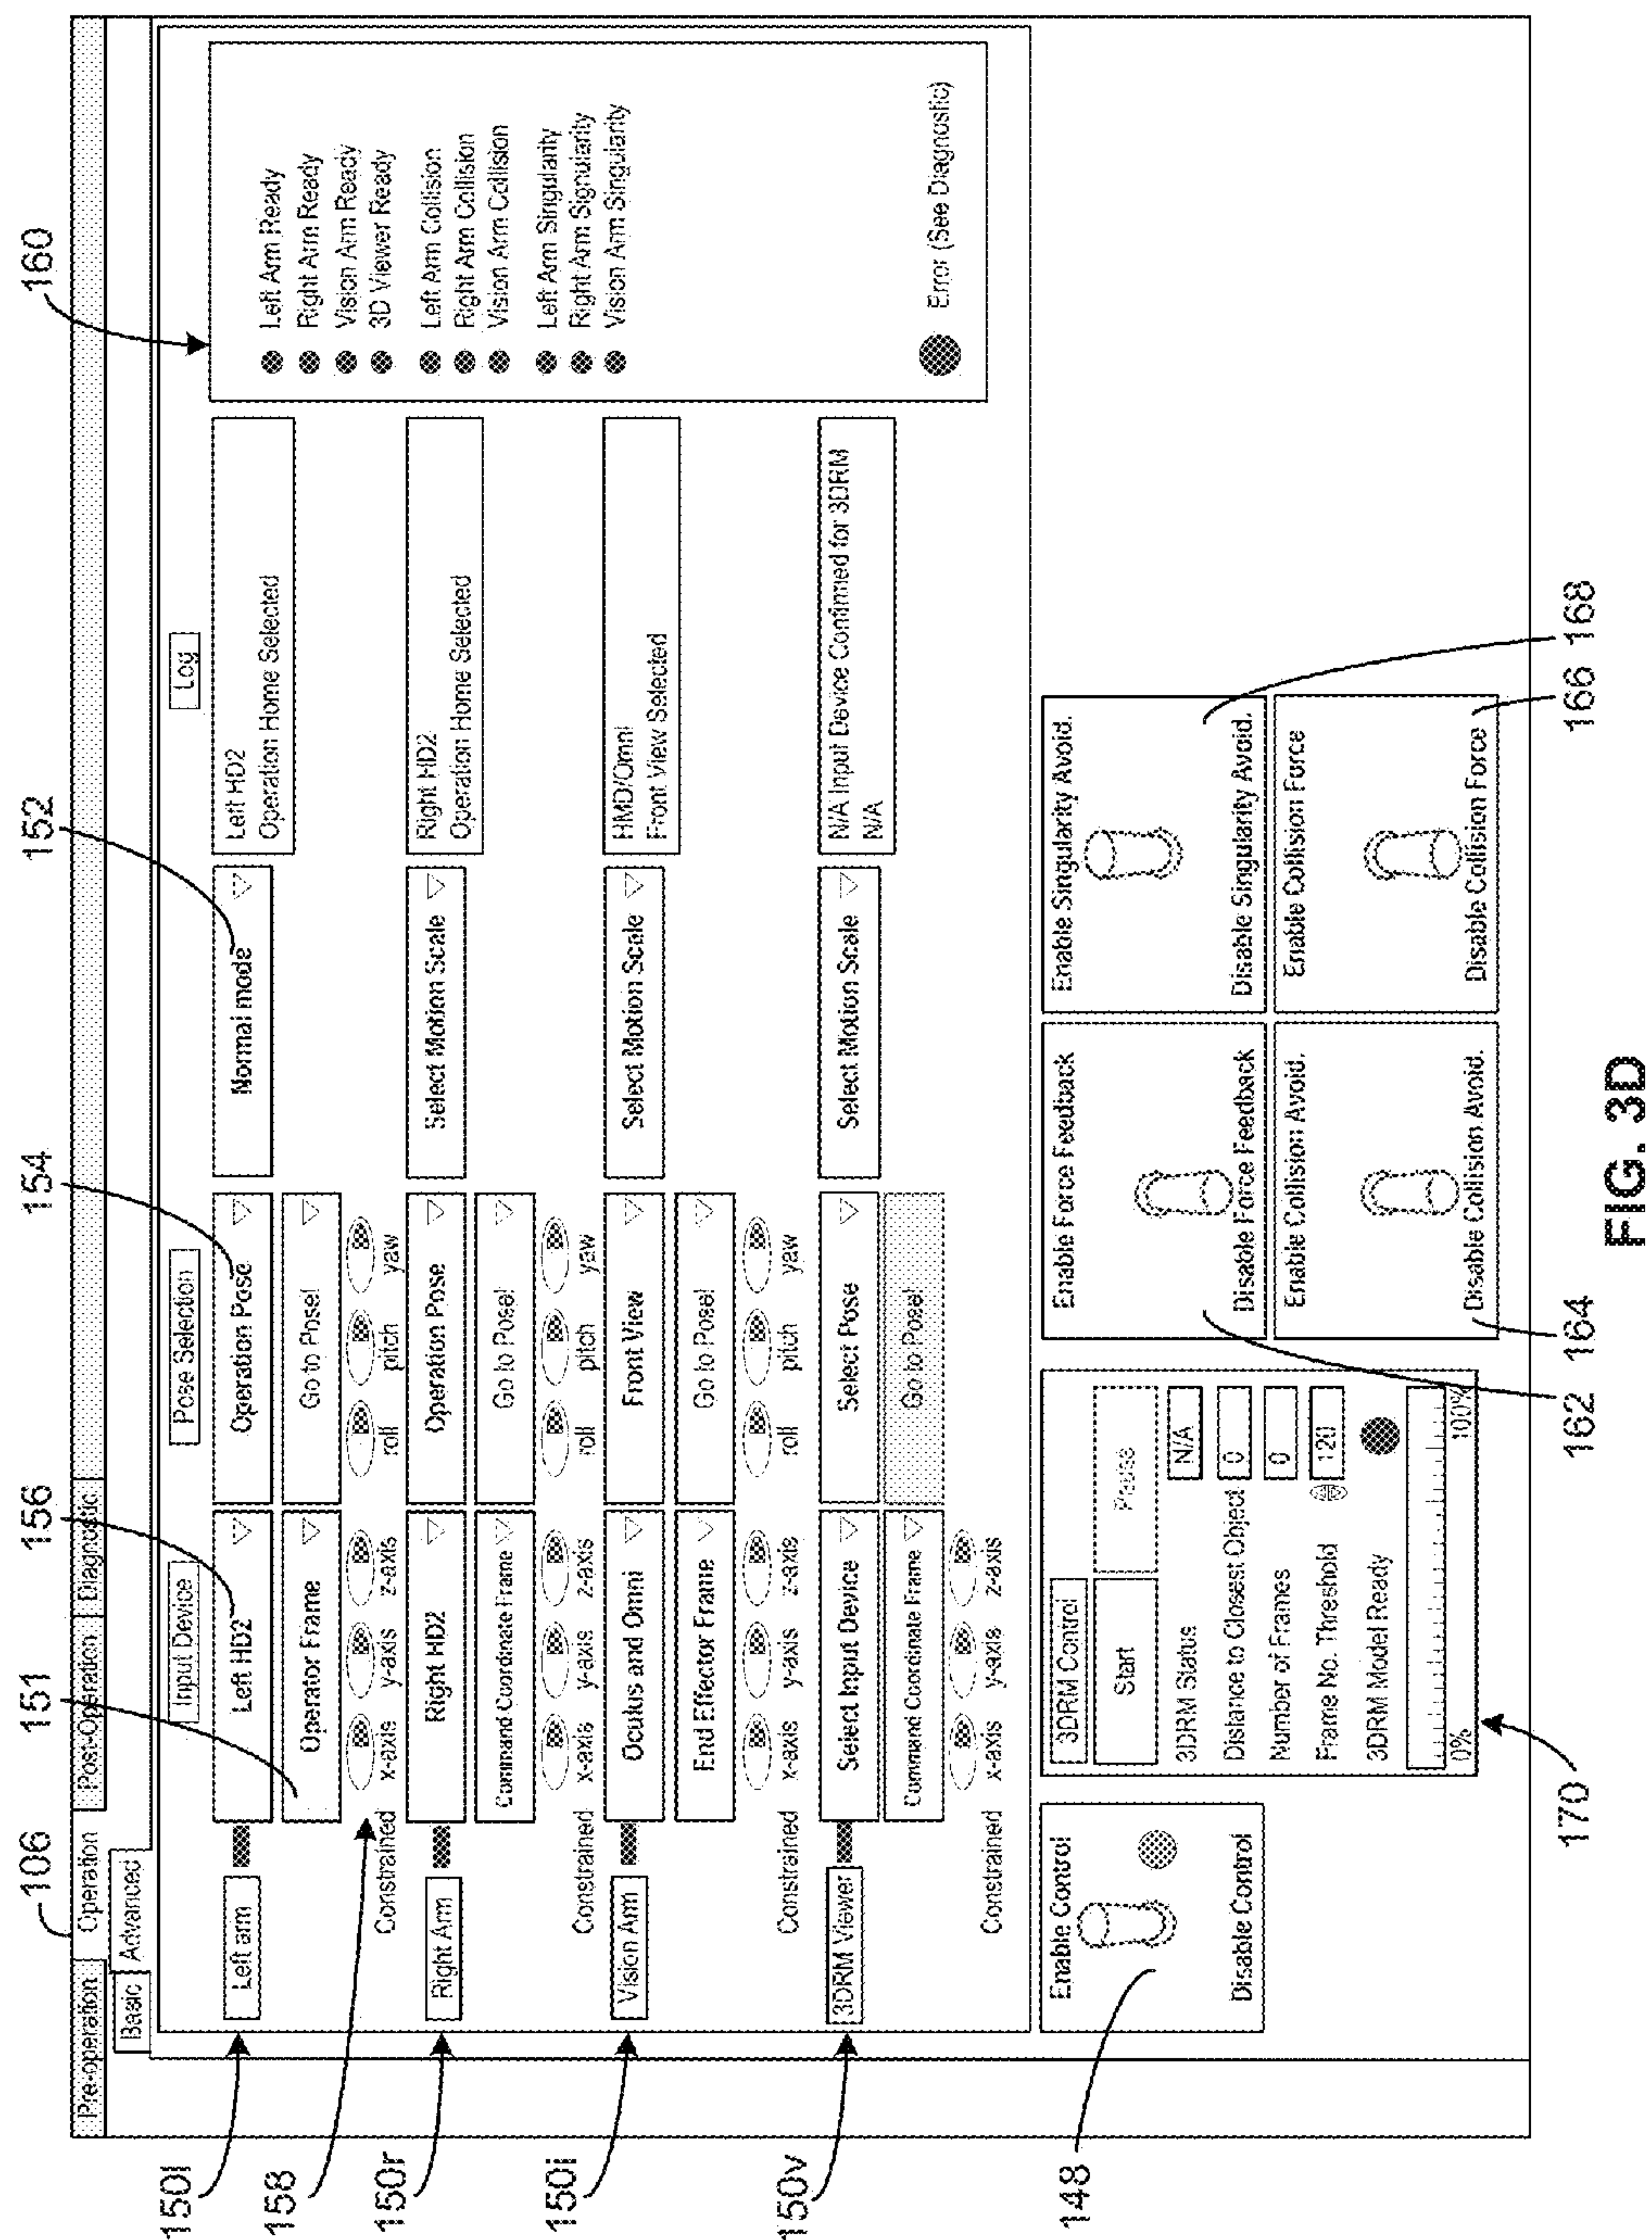 106
151
156
154
152
160
Pre-operation
Operation
Post-Operation
Diagnostic
Basic
Advanced
Input Device
Pose Selection
Log
150l
Left arm
Left HD2
Operation Pose
Normal mode
Left HD2
Operation Home Selected
Operator Frame
Go to Pose!
158
Constrained
x-axis
y-axis
z-axis
roll
pitch
yaw
150r
Right Arm
Right HD2
Operation Pose
Select Motion Scale
Right HD2
Operation Home Selected
Command Coordinate Frame
Go to Pose!
Constrained
x-axis
y-axis
z-axis
roll
pitch
yaw
150i
Vision Arm
Oculus and Omni
Front View
Select Motion Scale
HMD/Omni
Front View Selected
End Effector Frame
Go to Pose!
Constrained
x-axis
y-axis
z-axis
roll
pitch
yaw
150v
3DRM Viewer
Select Input Device
Select Pose
Select Motion Scale
N/A Input Device Confirmed for 3DRM
N/A
Command Coordinate Frame
Go to Pose!
Constrained
x-axis
y-axis
z-axis
Left Arm Ready
Right Arm Ready
Vision Arm Ready
3D Viewer Ready
Left Arm Collision
Right Arm Collision
Vision Arm Collision
Left Arm Singularity
Right Arm Signularity
Vision Arm Singularity
Error (See Diagnostic)
148
Enable Control
Disable Control
3DRM Control
Start
Pause
3DRM Status
N/A
Distance to Closest Object
0
Number of Frames
0
Frame No. Threshold
120
3DRM Model Ready
0%
100%
Enable Force Feedback
Disable Force Feedback
Enable Singularity Avoid.
Disable Singularity Avoid.
Enable Collision Avoid.
Disable Collision Avoid.
Enable Collision Force
Disable Collision Force
170
162
164
166
168
FIG. 3D